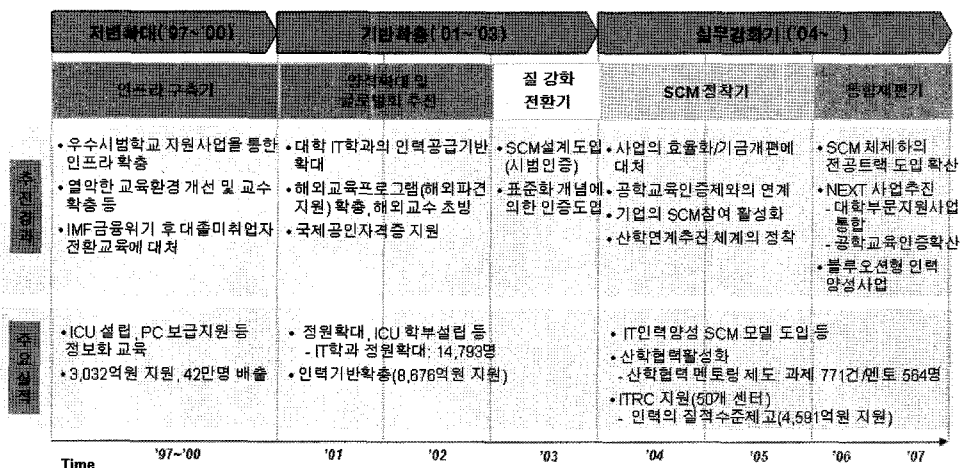 저변확대('97~'00)
기반확충('01~'03)
실무강화기('04~ )
인프라 구축기
양적확대 및
글로벌화 추진
질 강화
전환기
SCM 정착기
통합재편기
추진경과
• 우수시범학교 지원사업을 통한
인프라 확충
• 열악한 교육환경 개선 및 교수
확충 등
• IMF금융위기 후 대졸미취업자
전환교육에 대처
• 대학 IT학과의 인력공급기반
확대
• 해외교육프로그램(해외파견
지원) 확충, 해외교수 초빙
• 국제공인자격증 지원
• SCM설계도입
(시범인증)
• 표준화 개념에
의한 인증도입
• 사업의 효율화/기금개편에
대처
• 공학교육인증제와의 연계
• 기업의 SCM참여 활성화
• 산학연계추진 체계의 정착
• SCM 체제하의
전공트랙 도입 확산
• NEXT 사업추진
- 대학부문지원사업
통합
- 공학교육인증확산
• 블루오션형 인력
양성사업
주요실적
• ICU 설립, PC 보급지원 등
정보화 교육
• 3,032억원 지원, 42만명 배출
• 정원확대, ICU 학부설립 등
- IT학과 정원확대: 14,793명
• 인력기반확충(8,676억원 지원)
• IT인력양성 SCM 모델 도입 등
• 산학협력활성화
- 산학협력 멘토링 제도: 과제 771건/멘토 564명
• ITRC 지원(50개 센터)
- 인력의 질적수준제고(4,591억원 지원)
Time
'97~'00
'01
'02
'03
'04
'05
'06
'07